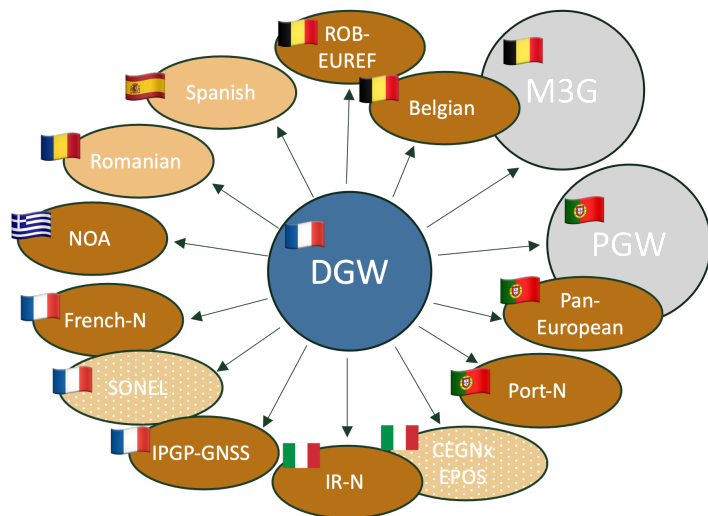 ROB-
EUREF
M3G
Spanish
Belgian
Romanian
NOA
DGW
PGW
French-N
Pan-
European
SONEL
Port-N
IPGP-GNSS
CEGNx
EPOS
IR-N